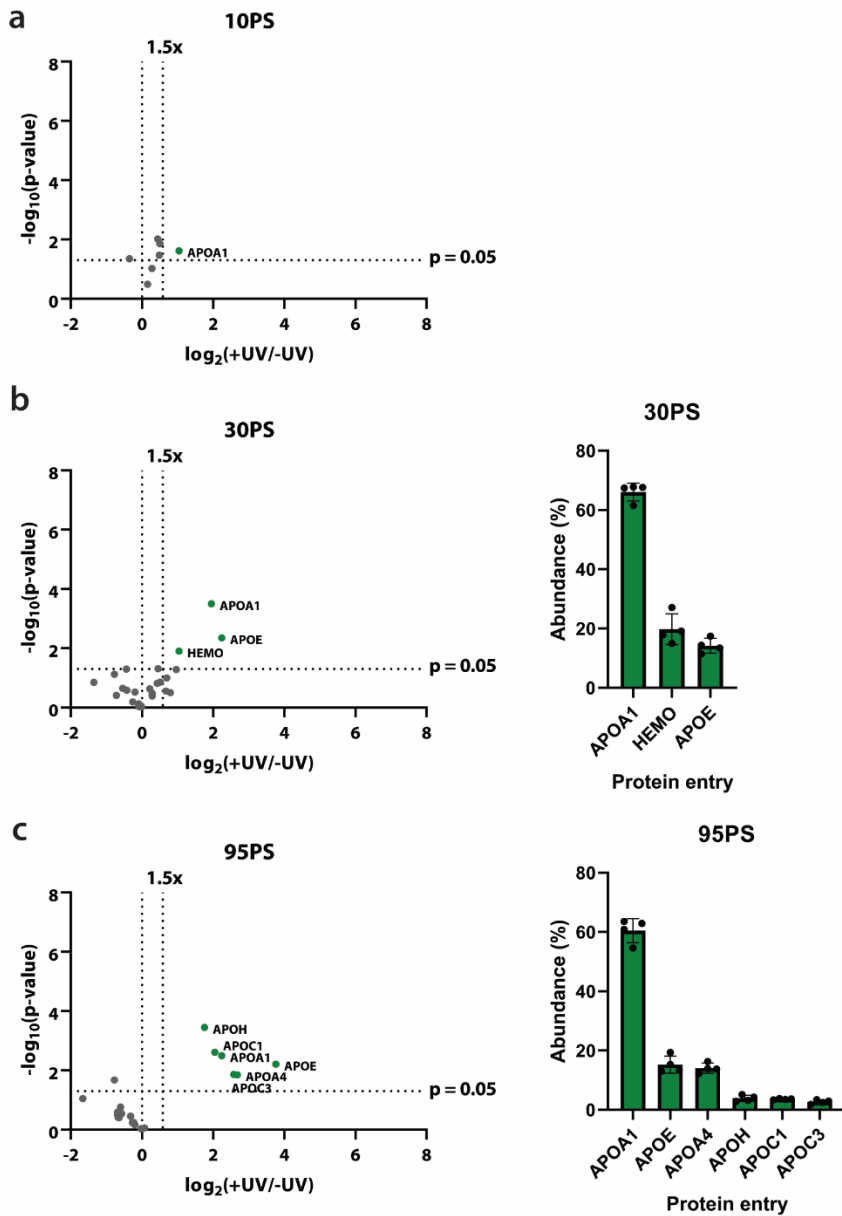 a
10PS
1.5x
8
6
4
2
0
-log10(p-value)
APOA1
p = 0.05
-2 0 2 4 6 8
log2(+UV/-UV)
b
30PS
1.5x
8
6
4
2
0
-log10(p-value)
APOA1
APOE
HEMO
p = 0.05
-2 0 2 4 6 8
log2(+UV/-UV)
30PS
80
60
40
20
0
Abundance (%)
APOA1 HEMO APOE
Protein entry
c
95PS
1.5x
8
6
4
2
0
-log10(p-value)
APOH
APOC1
APOA1
APOE
APOA4
APOC3
p = 0.05
-2 0 2 4 6 8
log2(+UV/-UV)
95PS
80
60
40
20
0
Abundance (%)
APOA1 APOE APOA4 APOH APOC1 APOC3
Protein entry